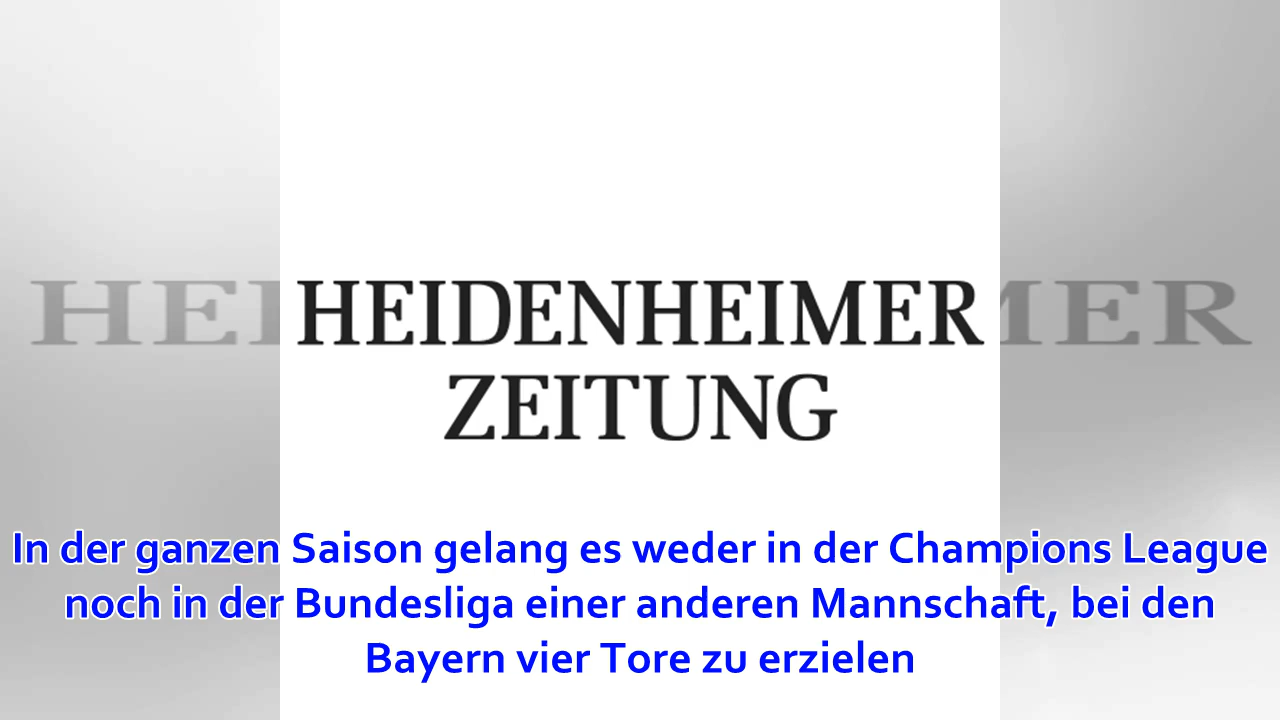 HEIDENHEIMER
ZEITUNG
In der ganzen Saison gelang es weder in der Champions League
noch in der Bundesliga einer anderen Mannschaft, bei den
Bayern vier Tore zu erzielen